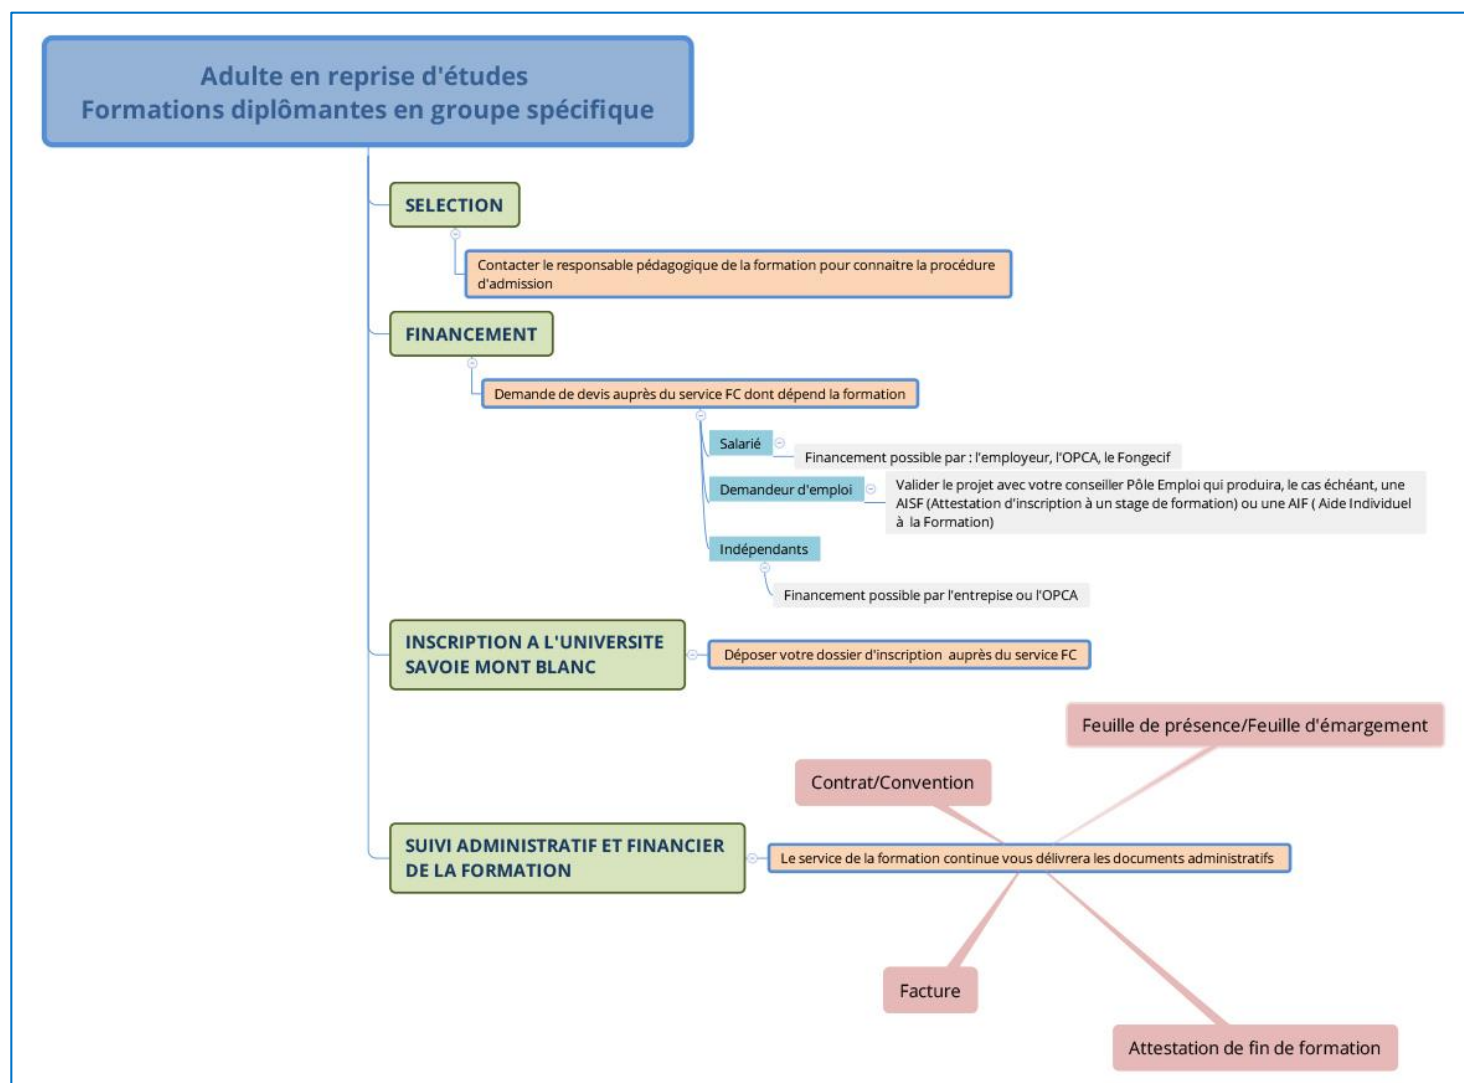 Adulte en reprise d'études
Formations diplômantes en groupe spécifique
SELECTION
Contacter le responsable pédagogique de la formation pour connaitre la procédure
d'admission
FINANCEMENT
Demande de devis auprès du service FC dont dépend la formation
Salarié
Financement possible par : l'employeur, l'OPCA, le Fongecif
Demandeur d'emploi
Valider le projet avec votre conseiller Pôle Emploi qui produira, le cas échéant, une
AISF (Attestation d'inscription à un stage de formation) ou une AIF ( Aide Individuel
à la Formation)
Indépendants
Financement possible par l'entrepise ou l'OPCA
INSCRIPTION A L'UNIVERSITE
SAVOIE MONT BLANC
Déposer votre dossier d'inscription auprès du service FC
Feuille de présence/Feuille d'émargement
Contrat/Convention
SUIVI ADMINISTRATIF ET FINANCIER
DE LA FORMATION
Le service de la formation continue vous délivrera les documents administratifs
Facture
Attestation de fin de formation